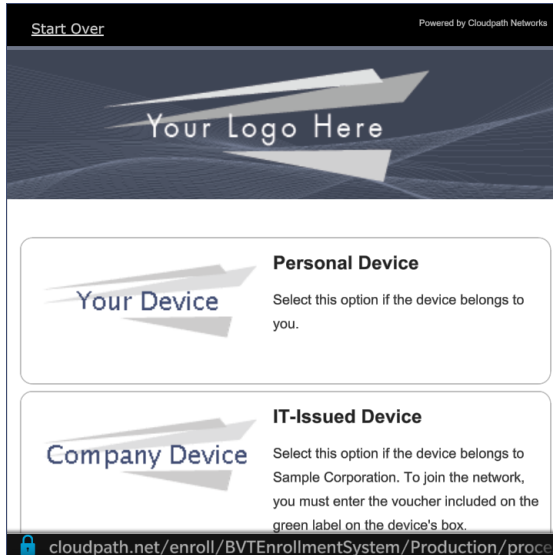 Start Over
Powered by Cloudpath Networks
Your Logo Here
Your Device
Personal Device
Select this option if the device belongs to
you.
Company Device
IT-Issued Device
Select this option if the device belongs to
Sample Corporation. To join the network,
you must enter the voucher included on the
green label on the device's box.
cloudpath.net/enroll/BVTEnrollmentSystem/Production/proce